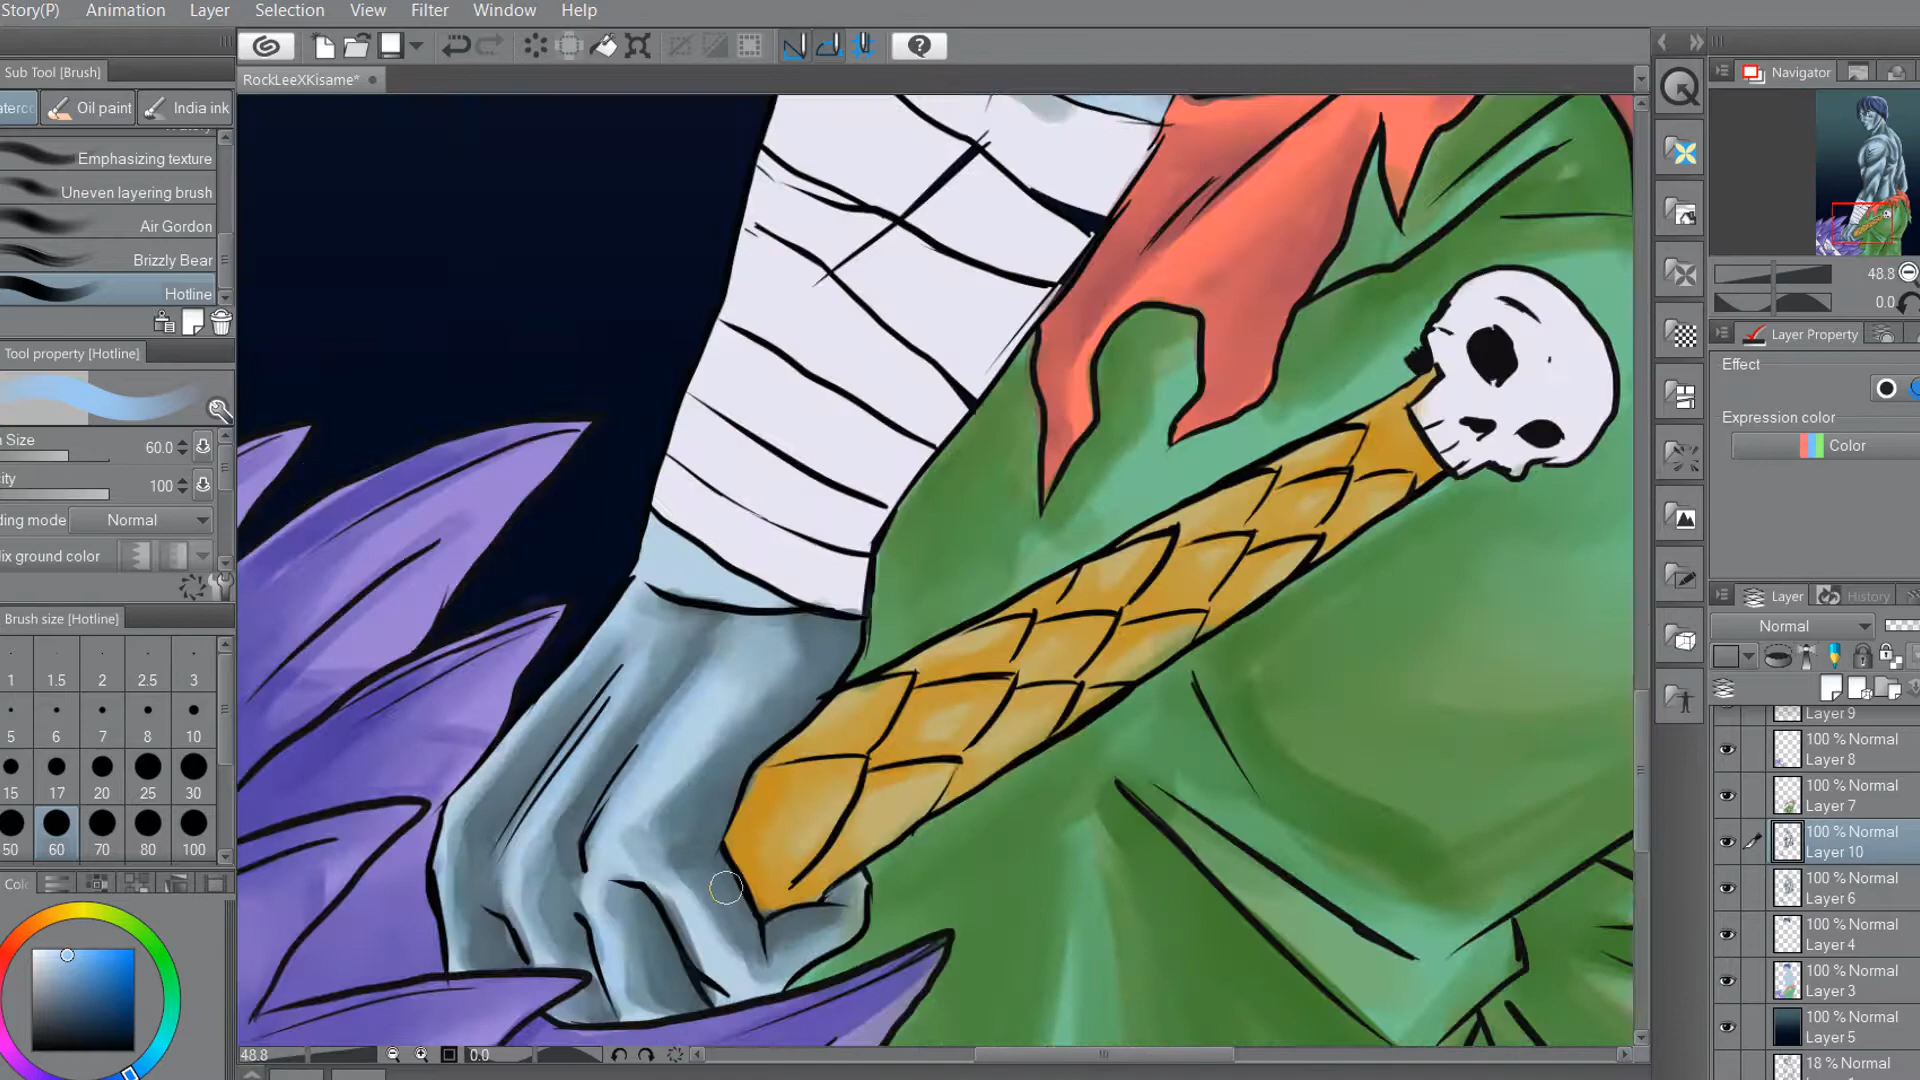 Story(P) Animation Layer Selection View Filter Window Help
Sub Tool [Brush]
Oil paint India ink
RockLeeXKisame*
Emphasizing texture
Uneven layering brush
Air Gordon
Brizzly Bear
Hotline
Tool property [Hotline]
Size 60.0
100
Normal
Brush size [Hotline]
1 1.5 2 2.5 3
5 6 7 8 10
15 17 20 25 30
50 60 70 80 100
48.8 0.0
Navigator
48.8
0.0
Layer Property
Effect
Expression color
Color
Layer History
Normal
Layer 9
100 % Normal
Layer 8
100 % Normal
Layer 7
100 % Normal
Layer 10
100 % Normal
Layer 6
100 % Normal
Layer 4
100 % Normal
Layer 3
100 % Normal
Layer 5
18 % Normal